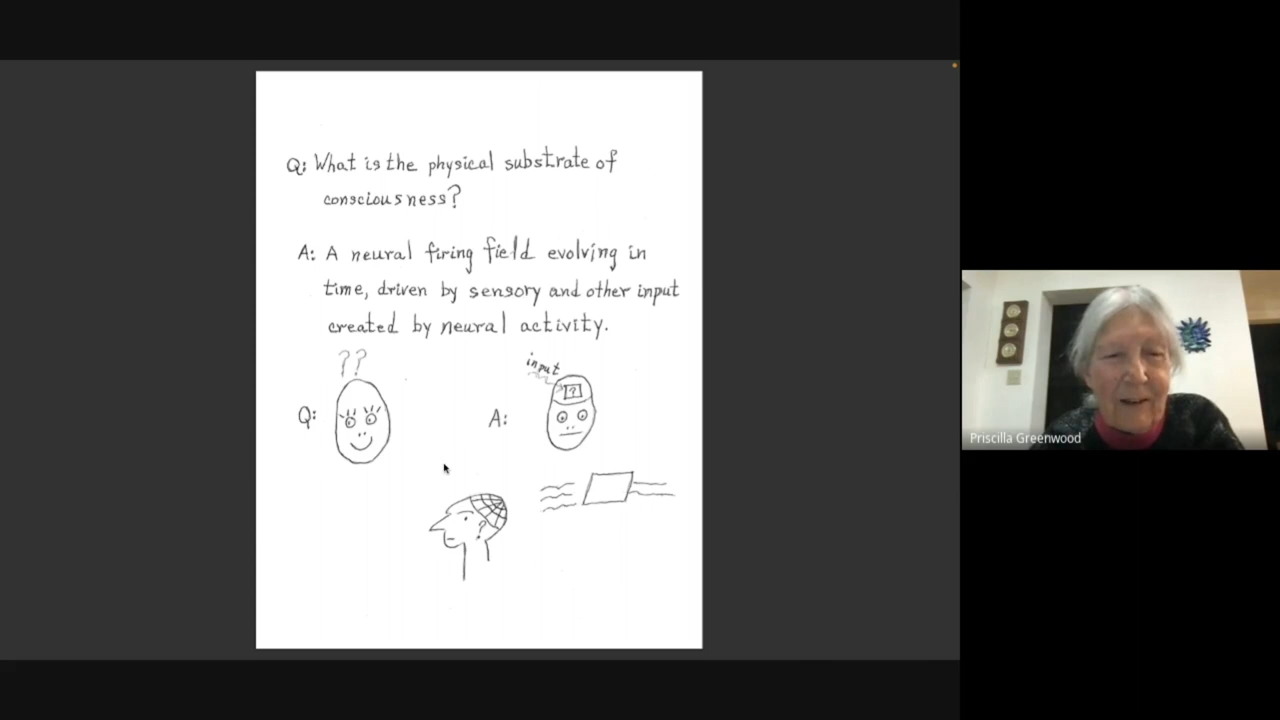 Q: What is the physical substrate of
consciousness?
A: A neural firing field evolving in
time, driven by sensory and other input
created by neural activity.
??
input
Q:
A:
?
Priscilla Greenwood